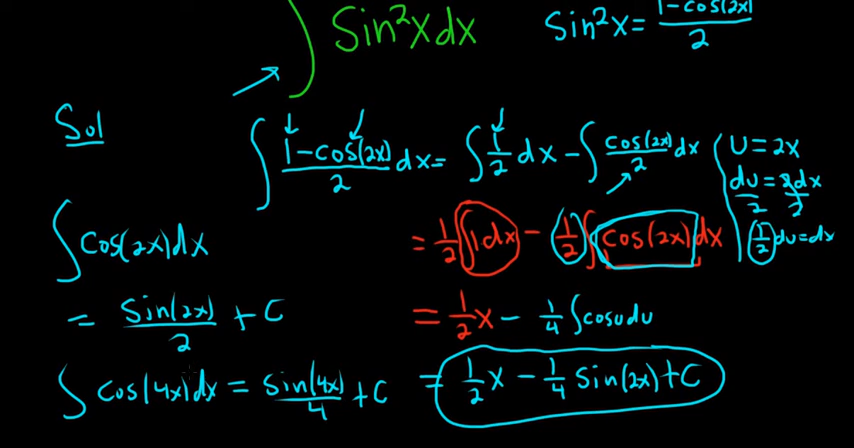 ∫ Sin²x dx    Sin²x = (1 - cos(2x))/2
Sol
∫ (1 - cos(2x))/2 dx = ∫ 1/2 dx - ∫ cos(2x)/2 dx
U = 2x
du/2 = 2dx/2
1/2 du = dx
∫ cos(2x)dx
= sin(2x)/2 + C
∫ cos(4x)dx = sin(4x)/4 + C
= 1/2 ∫ 1dx - 1/2 ∫ cos(2x) dx
= 1/2 x - 1/4 ∫ cosu du
= 1/2 x - 1/4 sin(2x) + C